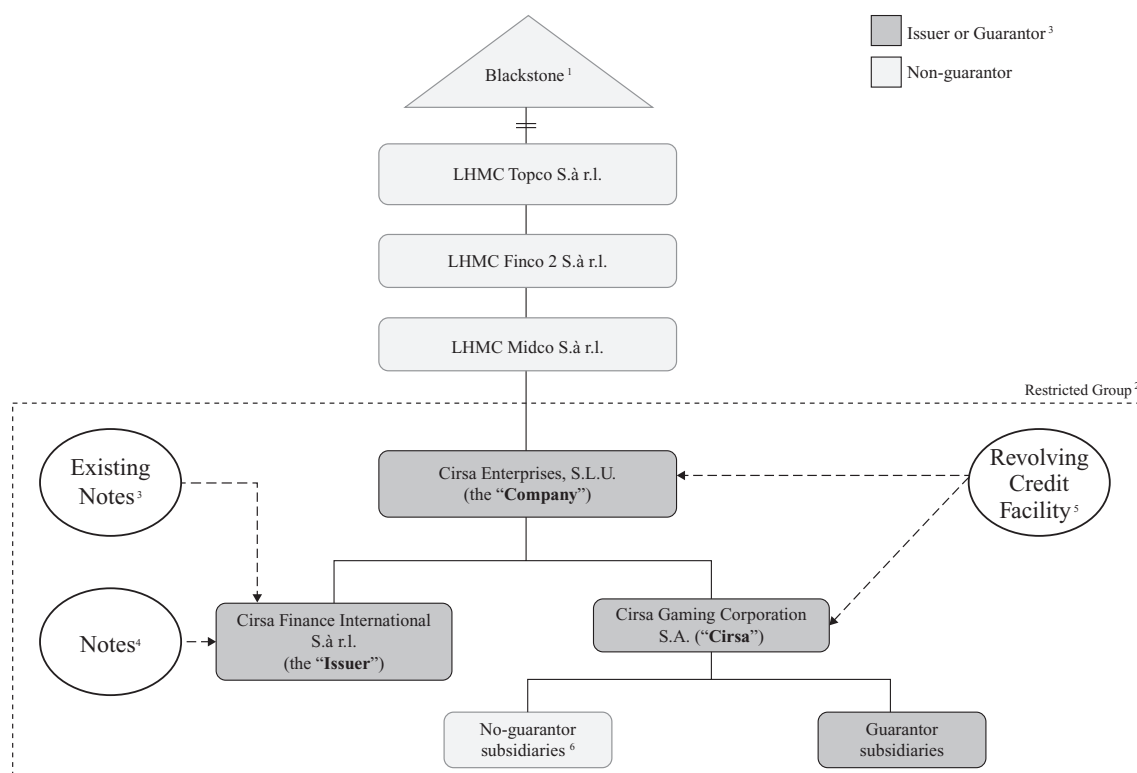 Blackstone 1
Issuer or Guarantor 3
Non-guarantor
LHMC Topco S.à r.l.
LHMC Finco 2 S.à r.l.
LHMC Midco S.à r.l.
Restricted Group 2
Existing
Notes 3
Cirsa Enterprises, S.L.U.
(the “Company”)
Revolving
Credit
Facility 5
Notes4
Cirsa Finance International
S.à r.l.
(the “Issuer”)
Cirsa Gaming Corporation
S.A. (“Cirsa”)
No-guarantor
subsidiaries 6
Guarantor
subsidiaries